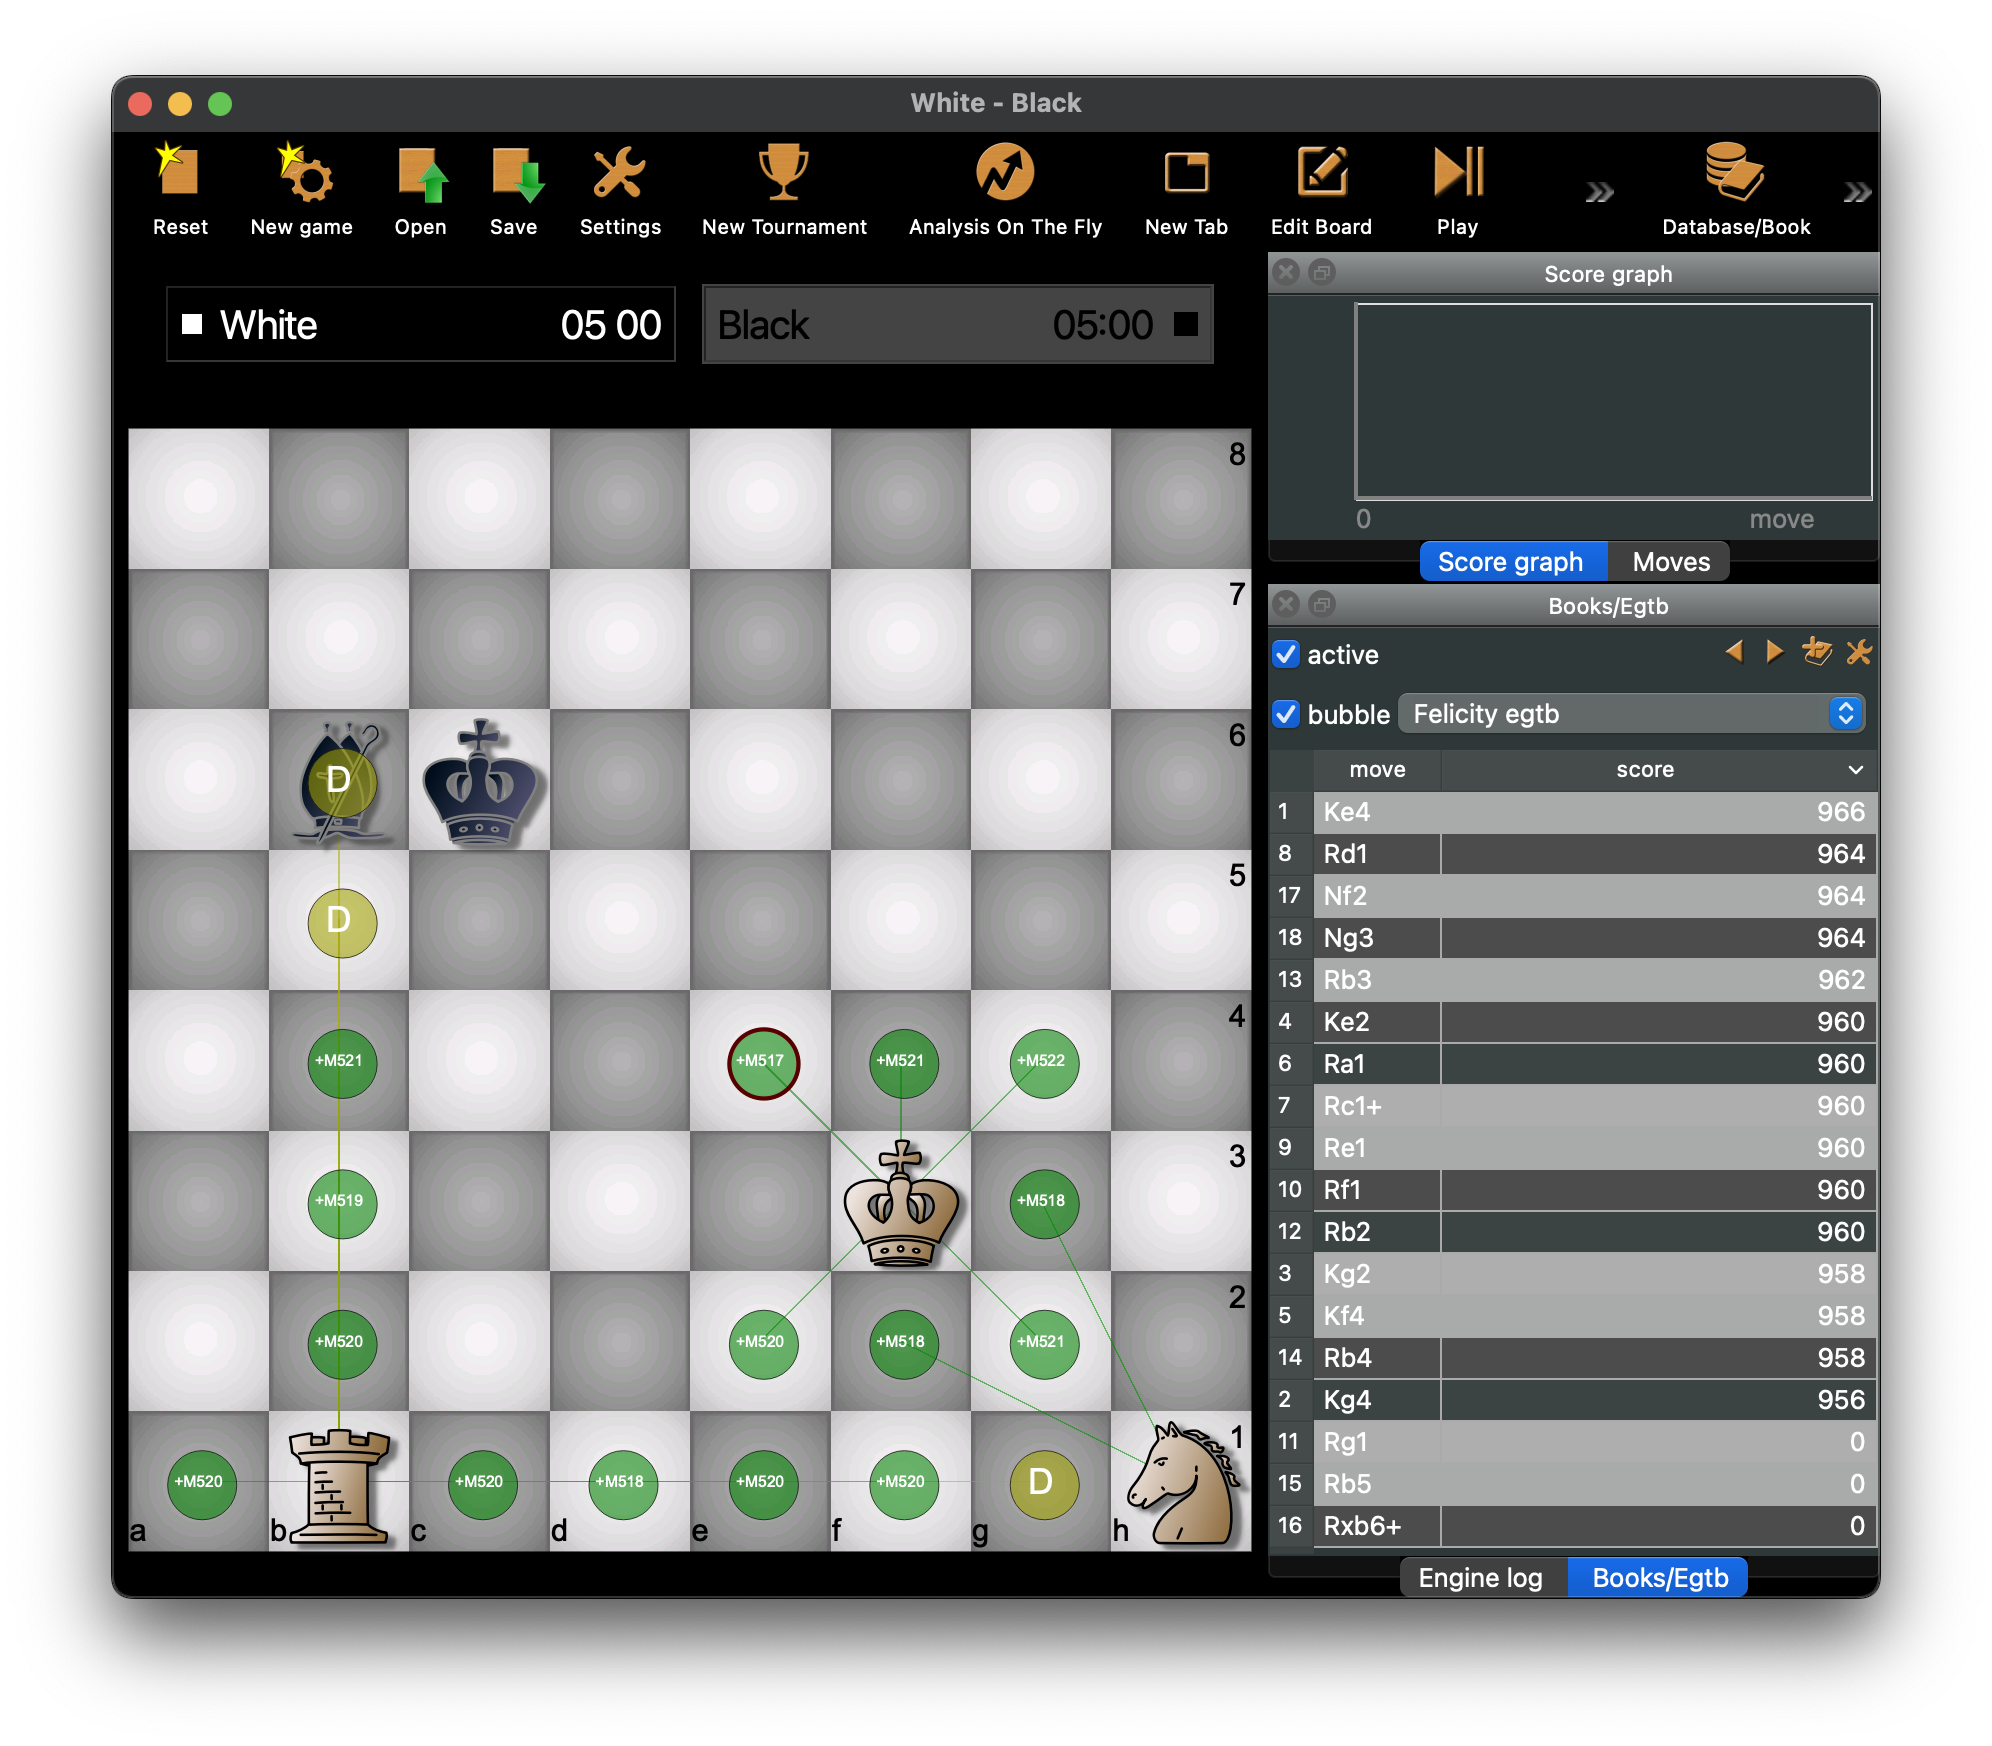 White - Black
Reset New game Open Save Settings New Tournament Analysis On The Fly New Tab Edit Board Play Database/Book
White 05 00 Black 05:00
Score graph
0 move
Score graph Moves
Books/Egtb
active
bubble Felicity egtb
move score
1 Ke4 966
8 Rd1 964
17 Nf2 964
18 Ng3 964
13 Rb3 962
4 Ke2 960
6 Ra1 960
7 Rc1+ 960
9 Re1 960
10 Rf1 960
12 Rb2 960
3 Kg2 958
5 Kf4 958
14 Rb4 958
2 Kg4 956
11 Rg1 0
15 Rb5 0
16 Rxb6+ 0
Engine log Books/Egtb
8
7
D 6
D 5
+M521 +M517 +M521 +M522 4
+M519 +M518 3
+M520 +M520 +M518 +M521 2
+M520 +M520 +M518 +M520 +M520 D 1
a b c d e f g h